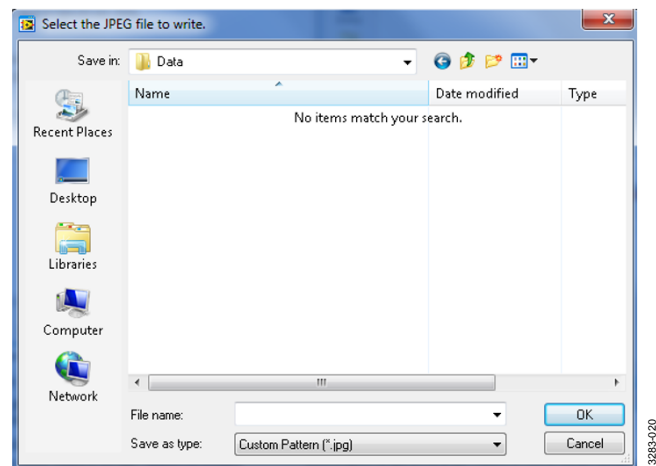 Select the JPEG file to write.
Save in: Data
Name Date modified Type
No items match your search.
Recent Places
Desktop
Libraries
Computer
Network
File name: OK
Save as type: Custom Pattern (*.jpg) Cancel
3283-020